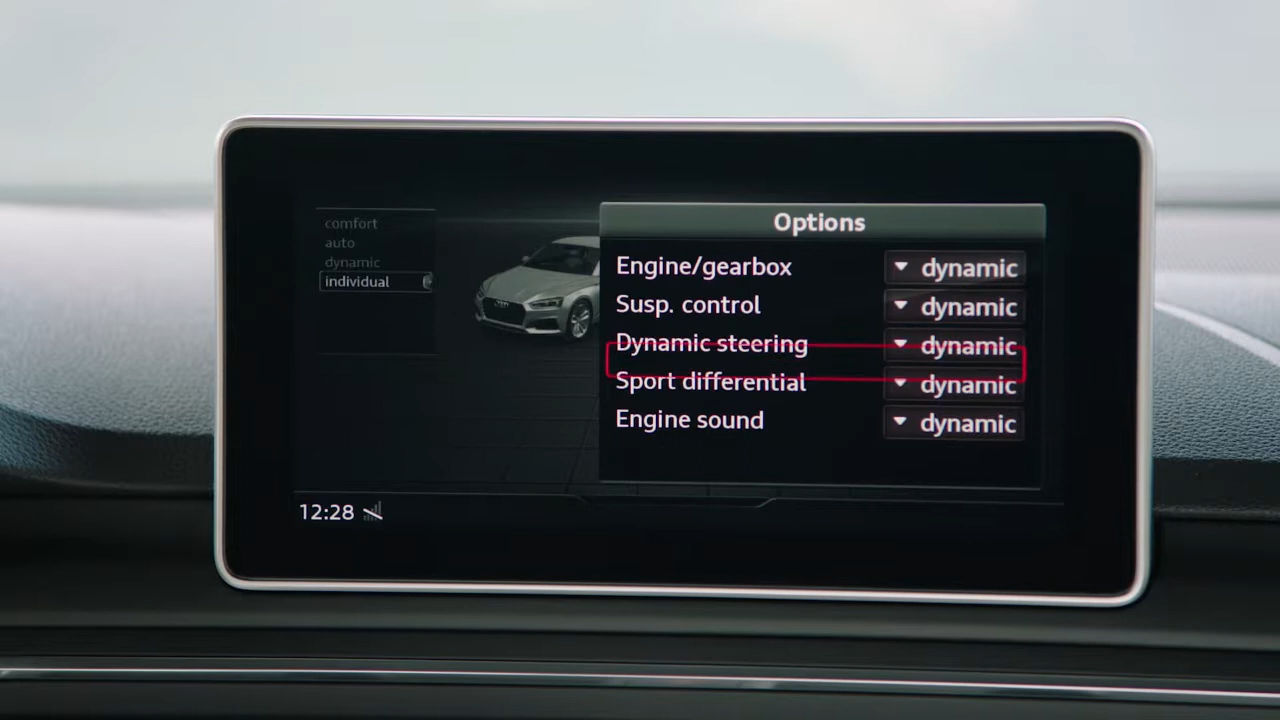 comfort
auto
dynamic
individual
Options
Engine/gearbox dynamic
Susp. control dynamic
Dynamic steering dynamic
Sport differential dynamic
Engine sound dynamic
12:28